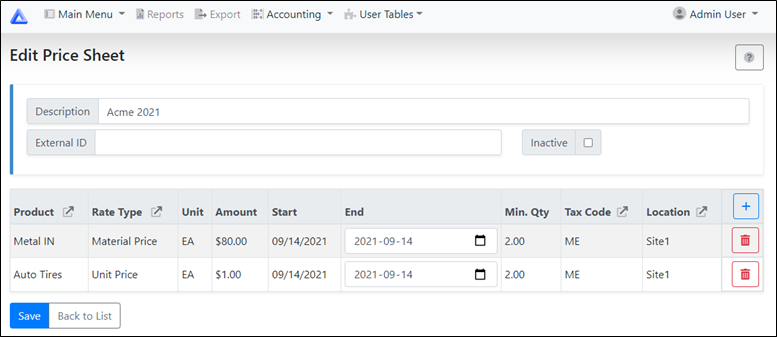 Main Menu Reports Export Accounting User Tables Admin User
Edit Price Sheet
?
Description Acme 2021
External ID Inactive
Product Rate Type Unit Amount Start End Min. Qty Tax Code Location +
Metal IN Material Price EA $80.00 09/14/2021 2021-09-14 2.00 ME Site1
Auto Tires Unit Price EA $1.00 09/14/2021 2021-09-14 2.00 ME Site1
Save Back to List